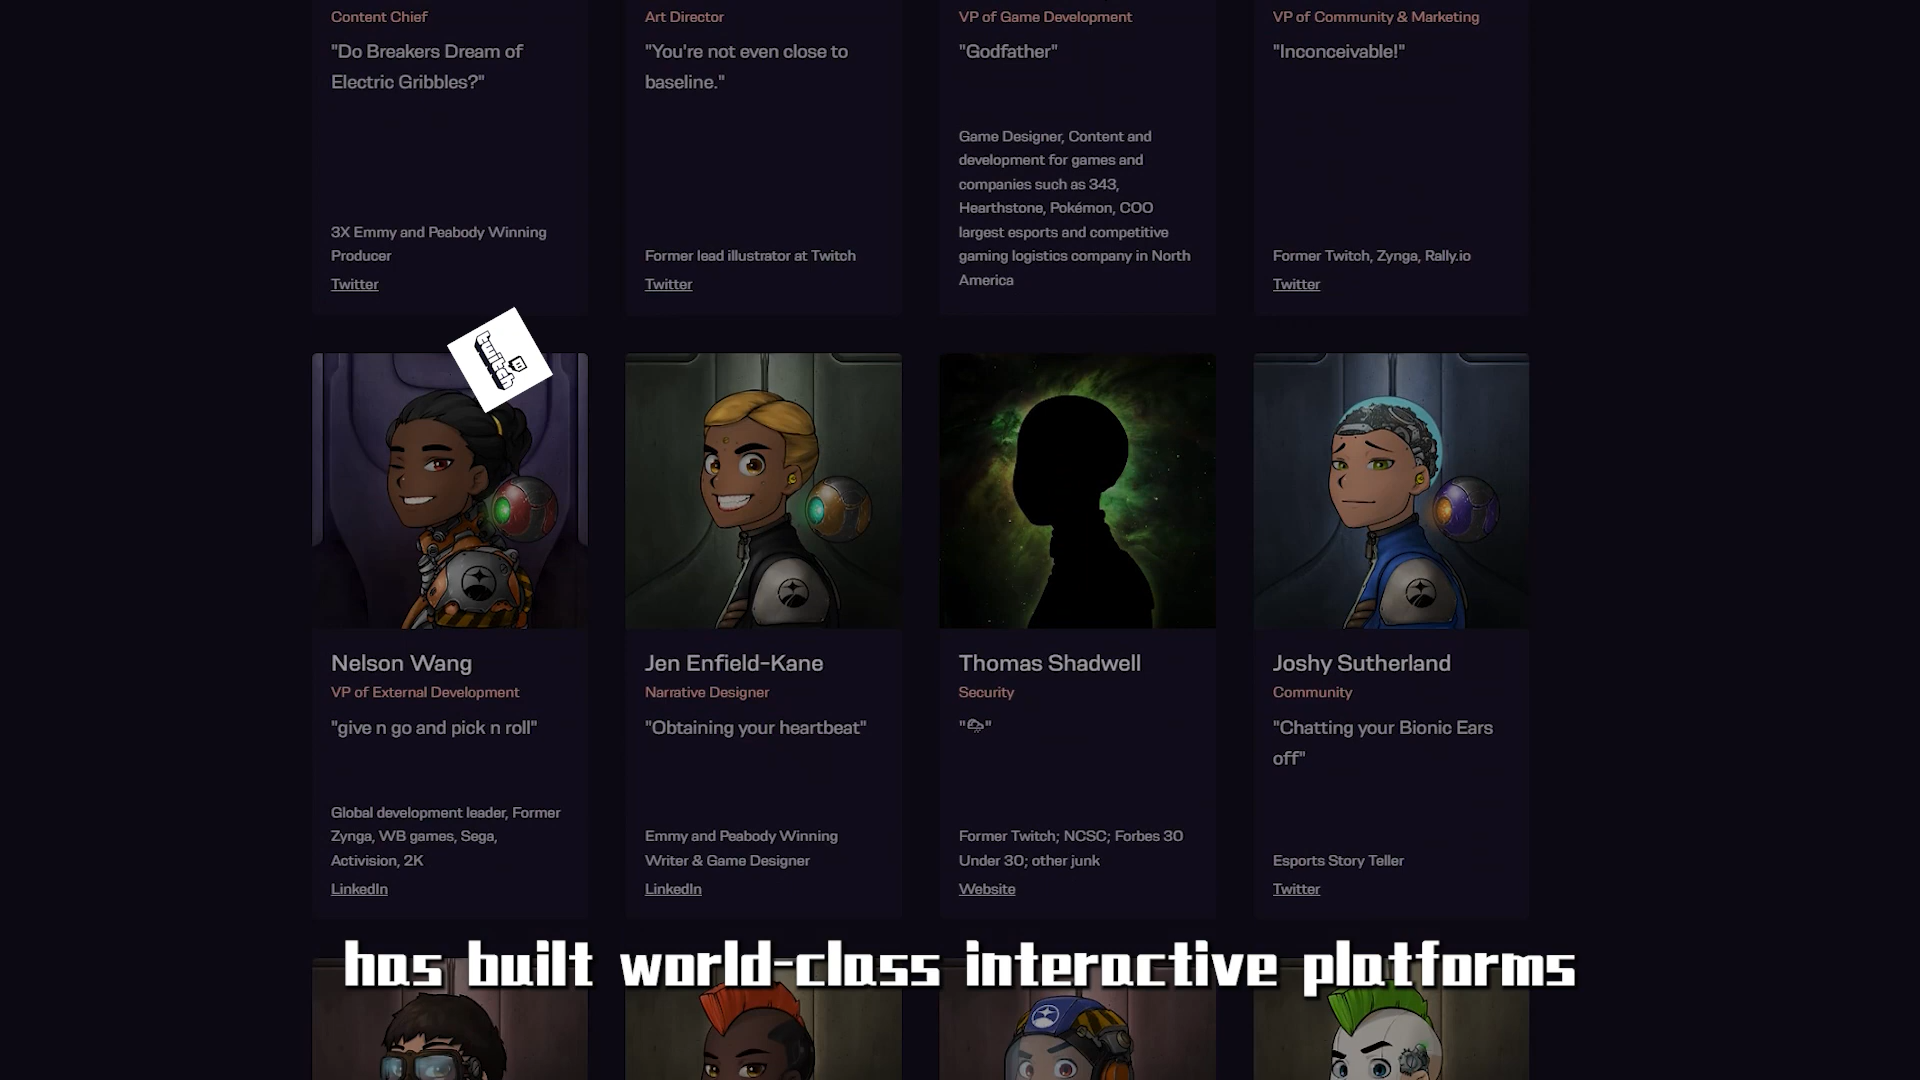 Content Chief
"Do Breakers Dream of
Electric Gribbles?"
3X Emmy and Peabody Winning
Producer
Twitter
Art Director
"You're not even close to
baseline."
Former lead illustrator at Twitch
Twitter
VP of Game Development
"Godfather"
Game Designer, Content and
development for games and
companies such as 343,
Hearthstone, Pokémon, COO
largest esports and competitive
gaming logistics company in North
America
VP of Community & Marketing
"Inconceivable!"
Former Twitch, Zynga, Rally.io
Twitter
twitch
Nelson Wang
VP of External Development
"give n go and pick n roll"
Global development leader, Former
Zynga, WB games, Sega,
Activision, 2K
LinkedIn
Jen Enfield-Kane
Narrative Designer
"Obtaining your heartbeat"
Emmy and Peabody Winning
Writer & Game Designer
LinkedIn
Thomas Shadwell
Security
"🌩"
Former Twitch; NCSC; Forbes 30
Under 30; other junk
Website
Joshy Sutherland
Community
"Chatting your Bionic Ears
off"
Esports Story Teller
Twitter
has built world-class interactive platforms